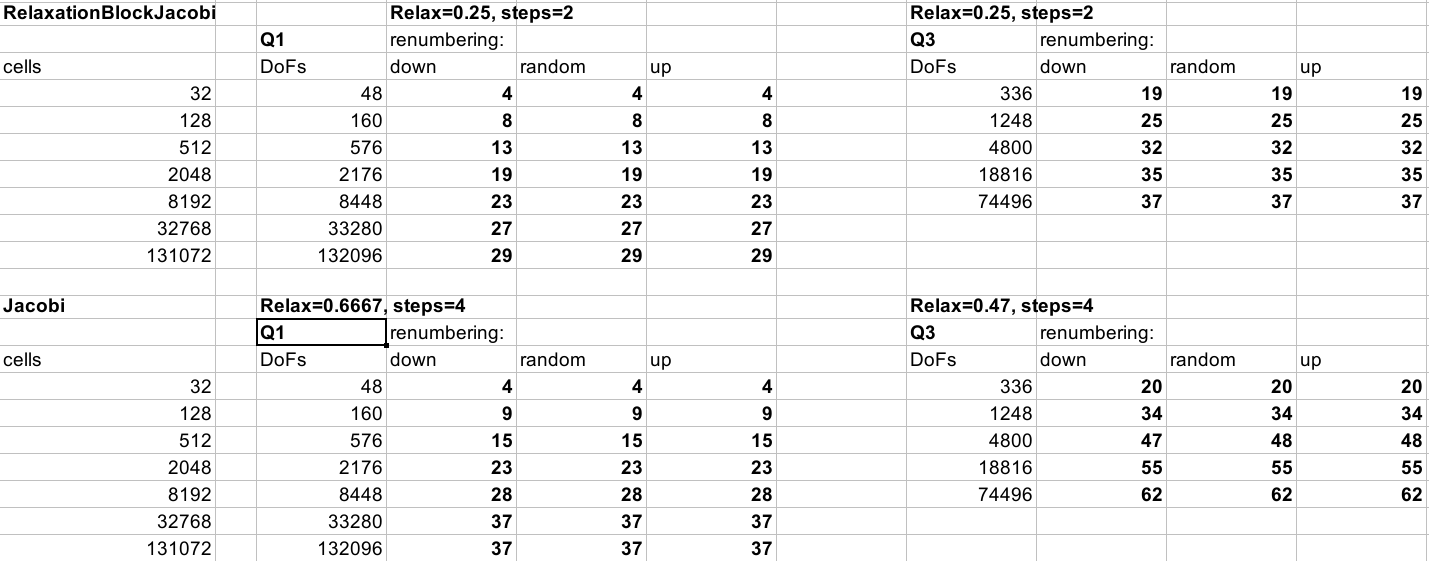 RelaxationBlockJacobi Relax=0.25, steps=2 Relax=0.25, steps=2
Q1 renumbering: Q3 renumbering:
cells DoFs down random up DoFs down random up
32 48 4 4 4 336 19 19 19
128 160 8 8 8 1248 25 25 25
512 576 13 13 13 4800 32 32 32
2048 2176 19 19 19 18816 35 35 35
8192 8448 23 23 23 74496 37 37 37
32768 33280 27 27 27
131072 132096 29 29 29
Jacobi Relax=0.6667, steps=4 Relax=0.47, steps=4
Q1 renumbering: Q3 renumbering:
cells DoFs down random up DoFs down random up
32 48 4 4 4 336 20 20 20
128 160 9 9 9 1248 34 34 34
512 576 15 15 15 4800 47 48 48
2048 2176 23 23 23 18816 55 55 55
8192 8448 28 28 28 74496 62 62 62
32768 33280 37 37 37
131072 132096 37 37 37